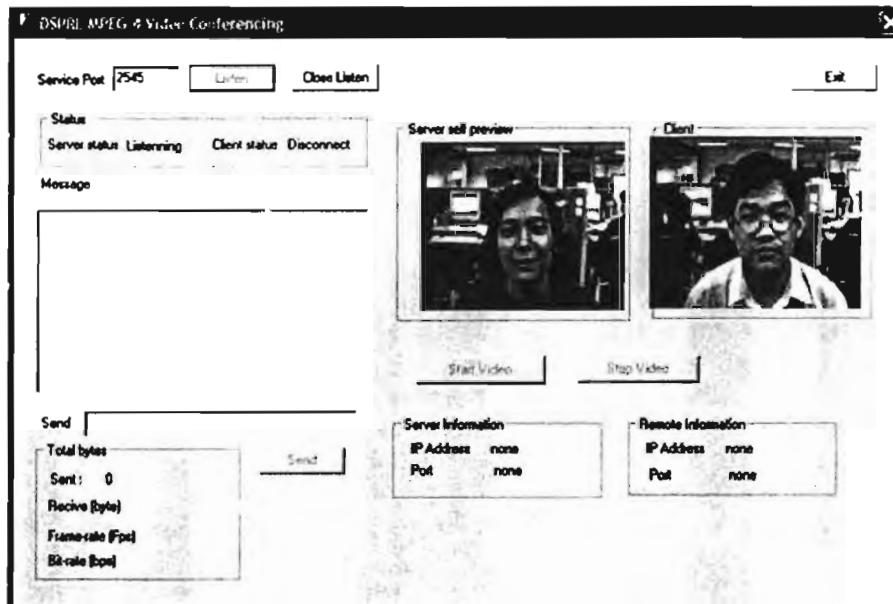 DSPRL MPEG 4 Video Conferencing
Service Port 2545 Listen Close Listen Exit
Status
Server status Listenning Client status Disconnect
Message
Server self preview
Client
Start Video Stop Video
Send
Total bytes
Sent : 0
Recive (byte)
Frame-rate (Fps)
Bit-rate (bps)
Send
Server Information
IP Address none
Port none
Remote Information
IP Address none
Port none